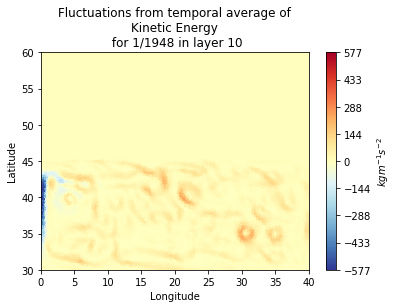 Fluctuations from temporal average of
Kinetic Energy
for 1/1948 in layer 10
60
55
50
45
40
35
30
Latitude
0 5 10 15 20 25 30 35 40
Longitude
577
433
288
144
0
−144
−288
−433
−577
kgm⁻¹s⁻²